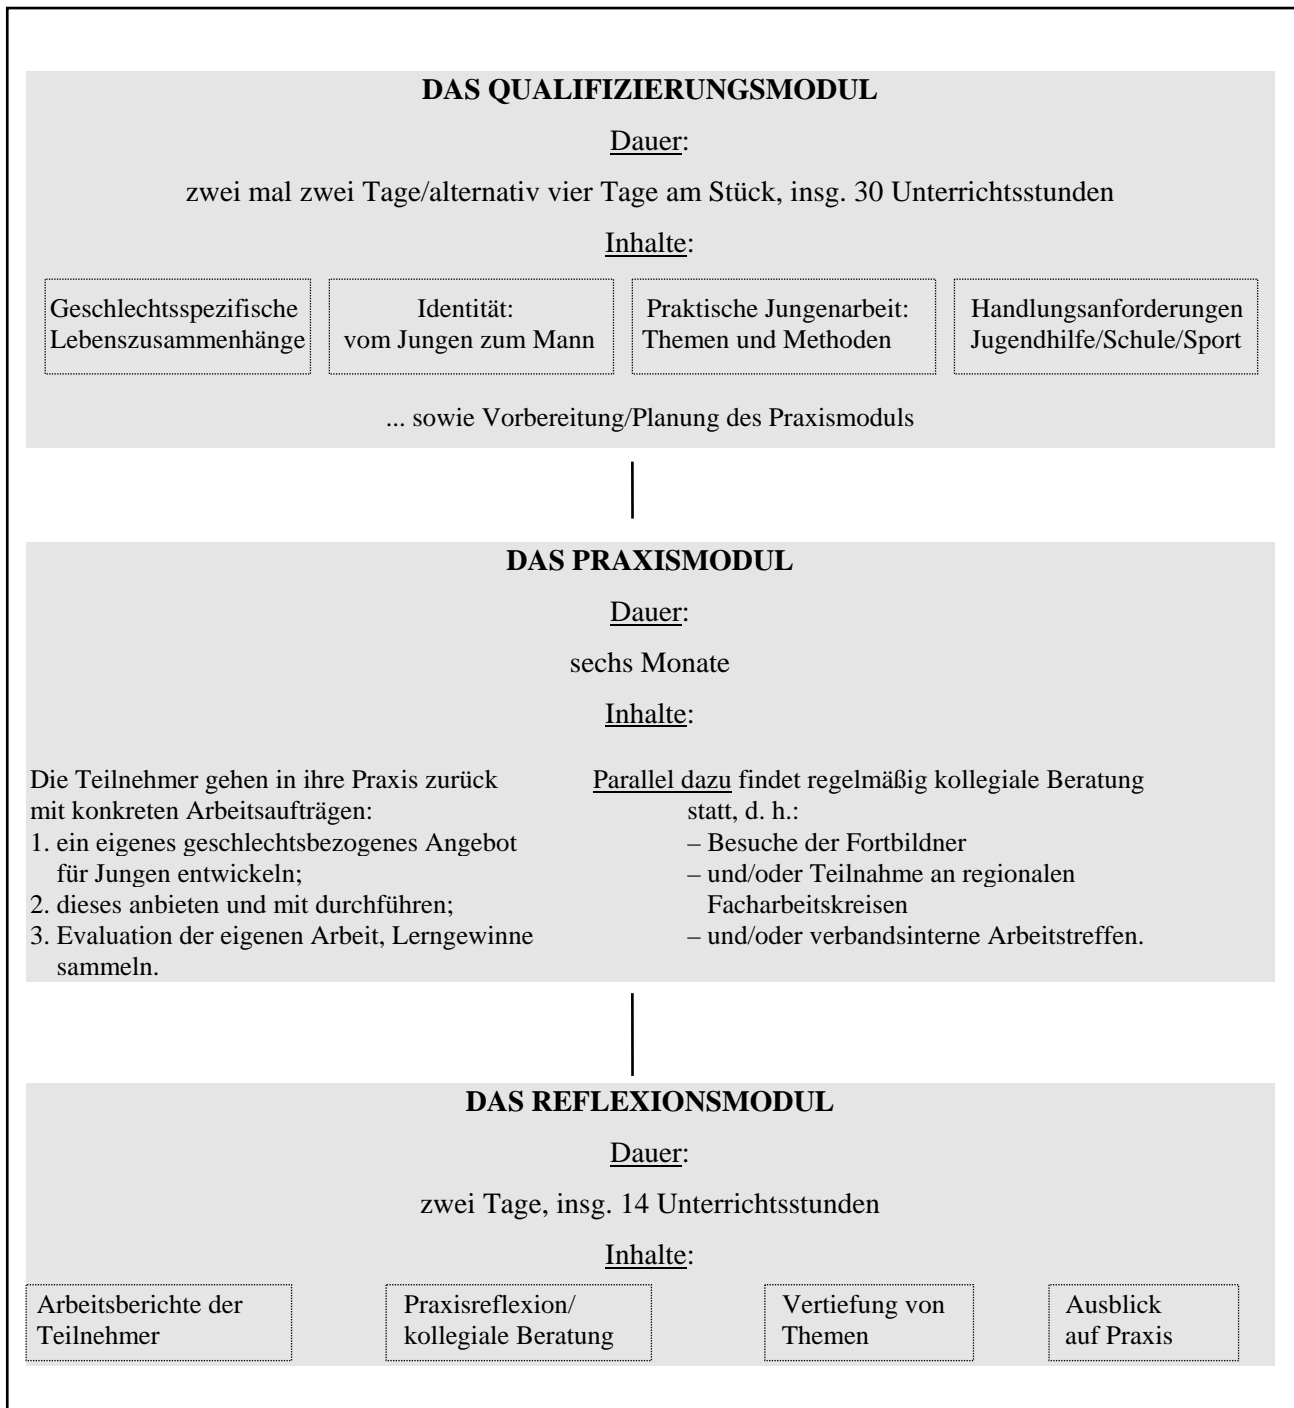 DAS QUALIFIZIERUNGSMODUL
Dauer:
zwei mal zwei Tage/alternativ vier Tage am Stück, insg. 30 Unterrichtsstunden
Inhalte:
Geschlechtsspezifische
Lebenszusammenhänge
Identität:
vom Jungen zum Mann
Praktische Jungenarbeit:
Themen und Methoden
Handlungsanforderungen
Jugendhilfe/Schule/Sport
... sowie Vorbereitung/Planung des Praxismoduls
DAS PRAXISMODUL
Dauer:
sechs Monate
Inhalte:
Die Teilnehmer gehen in ihre Praxis zurück
mit konkreten Arbeitsaufträgen:
1. ein eigenes geschlechtsbezogenes Angebot
für Jungen entwickeln;
2. dieses anbieten und mit durchführen;
3. Evaluation der eigenen Arbeit, Lerngewinne
sammeln.
Parallel dazu findet regelmäßig kollegiale Beratung
statt, d. h.:
– Besuche der Fortbildner
– und/oder Teilnahme an regionalen
Facharbeitskreisen
– und/oder verbandsinterne Arbeitstreffen.
DAS REFLEXIONSMODUL
Dauer:
zwei Tage, insg. 14 Unterrichtsstunden
Inhalte:
Arbeitsberichte der
Teilnehmer
Praxisreflexion/
kollegiale Beratung
Vertiefung von
Themen
Ausblick
auf Praxis